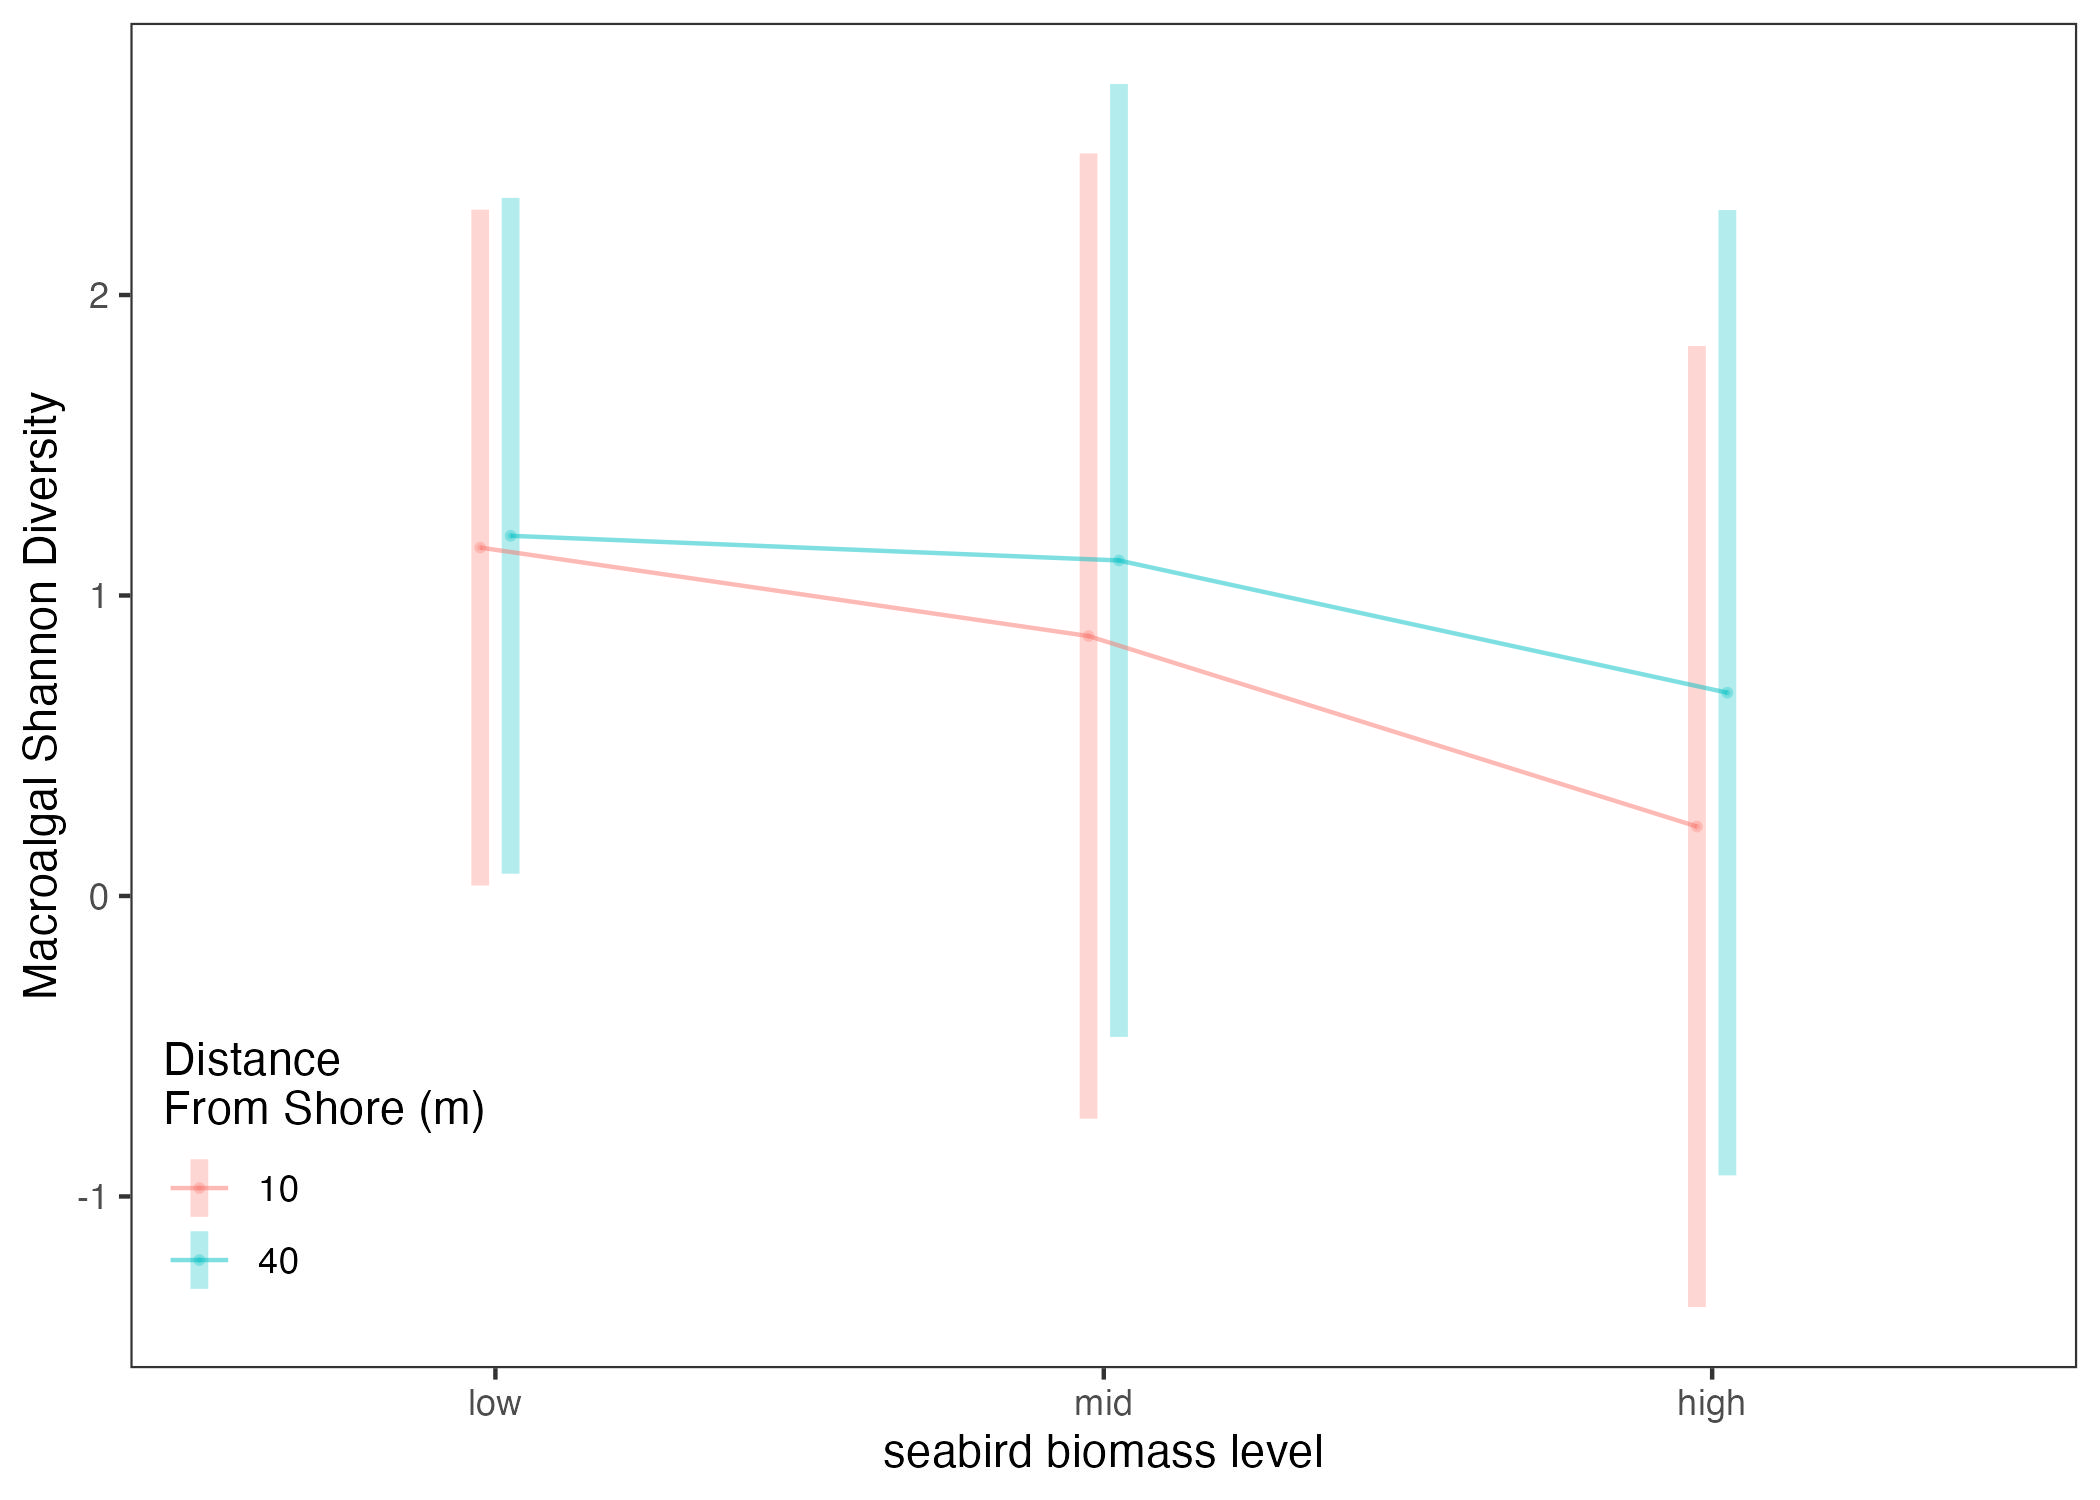 Macroalgal Shannon Diversity
2
1
0
-1
Distance
From Shore (m)
10
40
low
mid
high
seabird biomass level